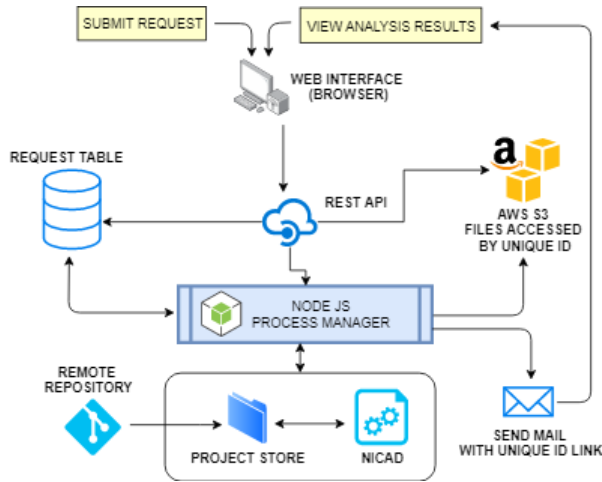 SUBMIT REQUEST
VIEW ANALYSIS RESULTS
WEB INTERFACE
(BROWSER)
REQUEST TABLE
REST API
a
AWS S3
FILES ACCESSED
BY UNIQUE ID
NODE JS
PROCESS MANAGER
REMOTE
REPOSITORY
PROJECT STORE
NICAD
SEND MAIL
WITH UNIQUE ID LINK